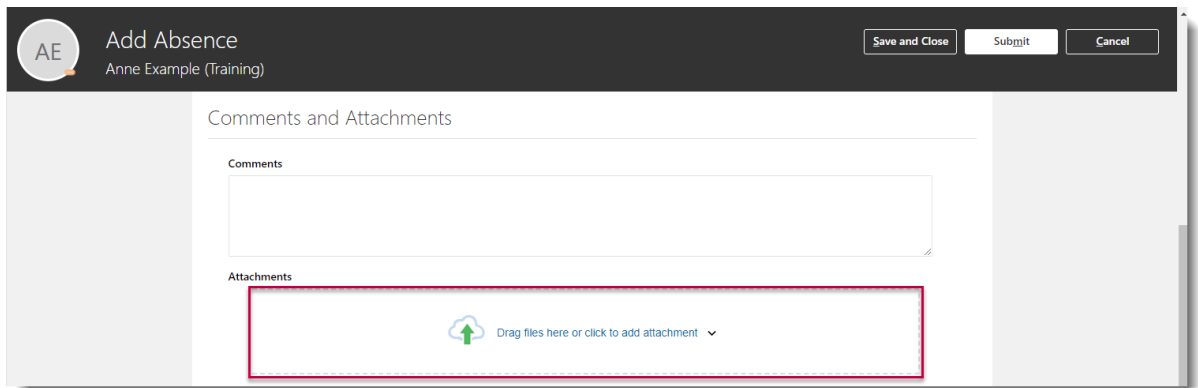 AE
Add Absence
Anne Example (Training)
Save and Close
Submit
Cancel
Comments and Attachments
Comments
Attachments
Drag files here or click to add attachment